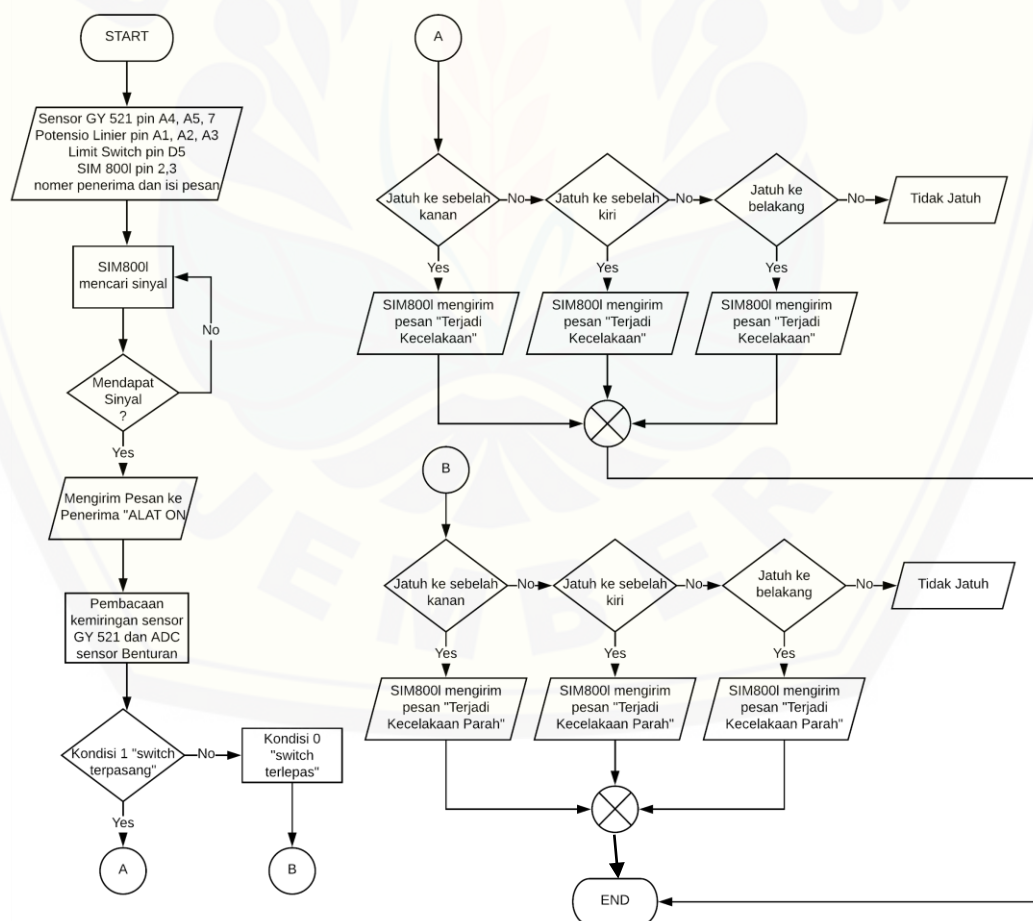 START
Sensor GY 521 pin A4, A5, 7
Potensio Linier pin A1, A2, A3
Limit Switch pin D5
SIM 800l pin 2,3
nomer penerima dan isi pesan
SIM800l
mencari sinyal
No
Mendapat
Sinyal
?
Yes
Mengirim Pesan ke
Penerima "ALAT ON
Pembacaan
kemiringan sensor
GY 521 dan ADC
sensor Benturan
Kondisi 1 "switch
terpasang"
No
Kondisi 0
"switch
terlepas"
Yes
A
B
A
Jatuh ke sebelah
kanan
No
Jatuh ke sebelah
kiri
No
Jatuh ke
belakang
No
Tidak Jatuh
Yes
Yes
Yes
SIM800l mengirim
pesan "Terjadi
Kecelakaan"
SIM800l mengirim
pesan "Terjadi
Kecelakaan"
SIM800l mengirim
pesan "Terjadi
Kecelakaan"
B
Jatuh ke sebelah
kanan
No
Jatuh ke sebelah
kiri
No
Jatuh ke
belakang
No
Tidak Jatuh
Yes
Yes
Yes
SIM800l mengirim
pesan "Terjadi
Kecelakaan Parah"
SIM800l mengirim
pesan "Terjadi
Kecelakaan Parah"
SIM800l mengirim
pesan "Terjadi
Kecelakaan Parah"
END
JEMBER